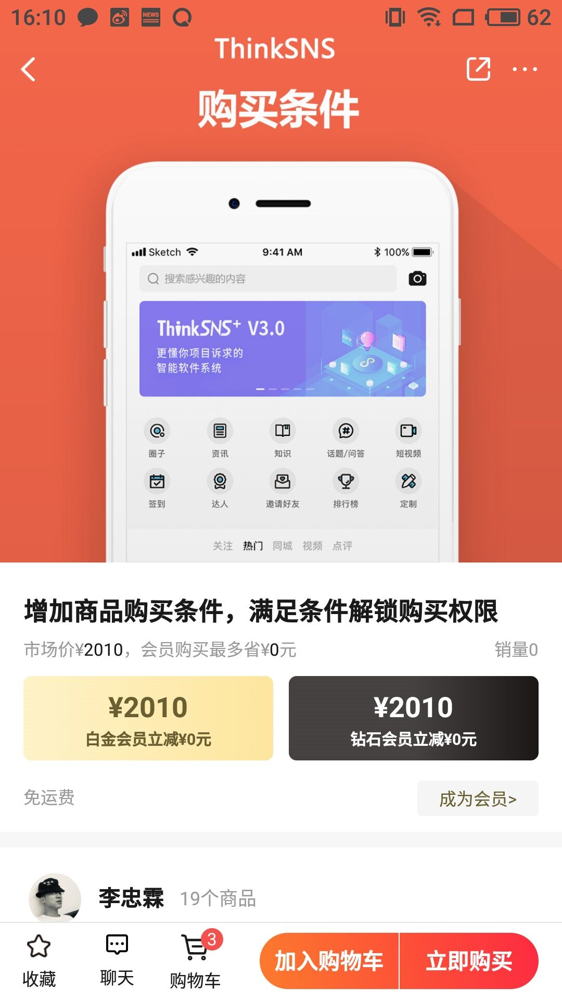 16:10
NEWS
62
ThinkSNS
购买条件
Sketch
9:41 AM
100%
搜索感兴趣的内容
ThinkSNS+ V3.0
更懂你项目诉求的
智能软件系统
APP
圈子 资讯 知识 话题/问答 短视频
签到 达人 邀请好友 排行榜 定制
关注 热门 同城 视频 点评
增加商品购买条件，满足条件解锁购买权限
市场价¥2010，会员购买最多省¥0元 销量0
¥2010
白金会员立减¥0元
¥2010
钻石会员立减¥0元
免运费 成为会员>
李忠霖 19个商品
3
收藏 聊天 购物车 加入购物车 立即购买